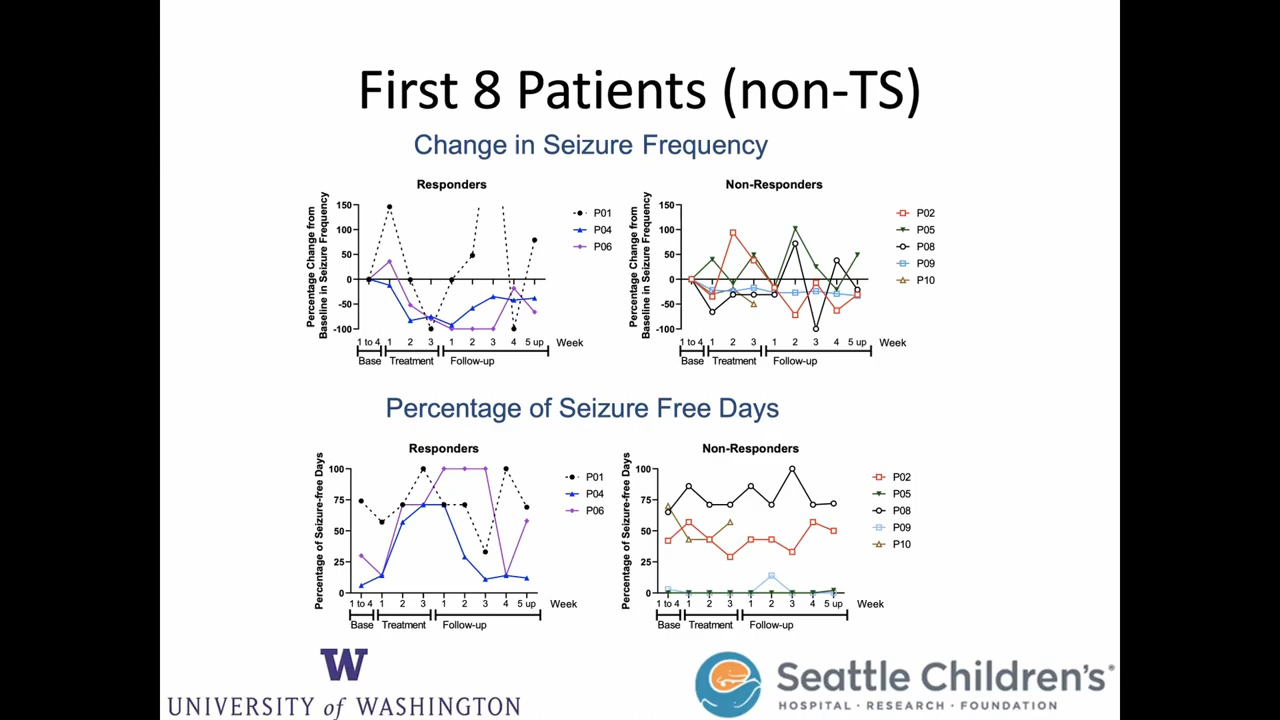 First 8 Patients (non-TS)
Change in Seizure Frequency
Responders
Percentage Change from
Baseline in Seizure Frequency
150
100
50
0
-50
-100
1 to 4 1 2 3 1 2 3 4 5 up Week
Base Treatment Follow-up
P01
P04
P06
Non-Responders
Percentage Change from
Baseline in Seizure Frequency
150
100
50
0
-50
-100
1 to 4 1 2 3 1 2 3 4 5 up Week
Base Treatment Follow-up
P02
P05
P08
P09
P10
Percentage of Seizure Free Days
Responders
Percentage of Seizure-free Days
100
75
50
25
0
1 to 4 1 2 3 1 2 3 4 5 up Week
Base Treatment Follow-up
P01
P04
P06
Non-Responders
Percentage of Seizure-free Days
100
75
50
25
0
1 to 4 1 2 3 1 2 3 4 5 up Week
Base Treatment Follow-up
P02
P05
P08
P09
P10
W
UNIVERSITY of WASHINGTON
Seattle Children's®
HOSPITAL · RESEARCH · FOUNDATION